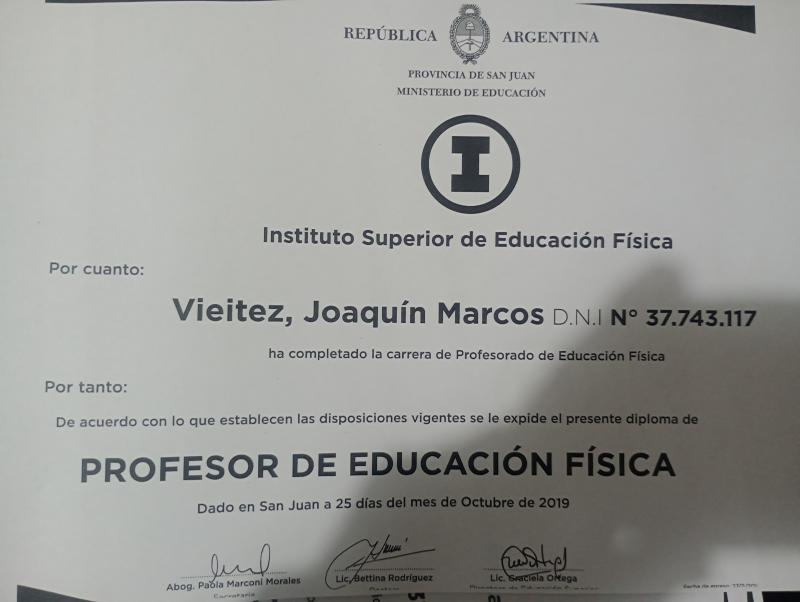 REPÚBLICA ARGENTINA
PROVINCIA DE SAN JUAN
MINISTERIO DE EDUCACIÓN
I
Instituto Superior de Educación Física
Por cuanto:
Vieitez, Joaquín Marcos D.N.I Nº 37.743.117
ha completado la carrera de Profesorado de Educación Física
Por tanto:
De acuerdo con lo que establecen las disposiciones vigentes se le expide el presente diploma de
PROFESOR DE EDUCACIÓN FÍSICA
Dado en San Juan a 25 días del mes de Octubre de 2019
Abog. Paola Marconi Morales
Lic. Bettina Rodríguez
Lic. Graciela Ortega